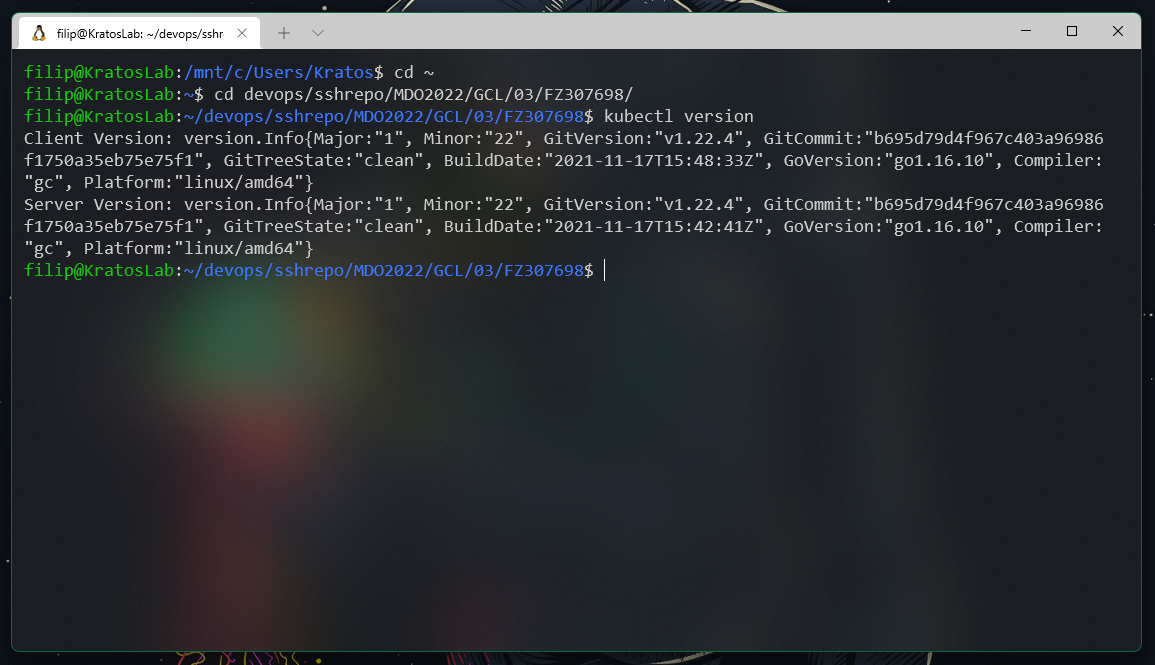 filip@KratosLab: ~/devops/sshr
filip@KratosLab:/mnt/c/Users/Kratos$ cd ~
filip@KratosLab:~$ cd devops/sshrepo/MDO2022/GCL/03/FZ307698/
filip@KratosLab:~/devops/sshrepo/MDO2022/GCL/03/FZ307698$ kubectl version
Client Version: version.Info{Major:"1", Minor:"22", GitVersion:"v1.22.4", GitCommit:"b695d79d4f967c403a96986
f1750a35eb75e75f1", GitTreeState:"clean", BuildDate:"2021-11-17T15:48:33Z", GoVersion:"go1.16.10", Compiler:
"gc", Platform:"linux/amd64"}
Server Version: version.Info{Major:"1", Minor:"22", GitVersion:"v1.22.4", GitCommit:"b695d79d4f967c403a96986
f1750a35eb75e75f1", GitTreeState:"clean", BuildDate:"2021-11-17T15:42:41Z", GoVersion:"go1.16.10", Compiler:
"gc", Platform:"linux/amd64"}
filip@KratosLab:~/devops/sshrepo/MDO2022/GCL/03/FZ307698$